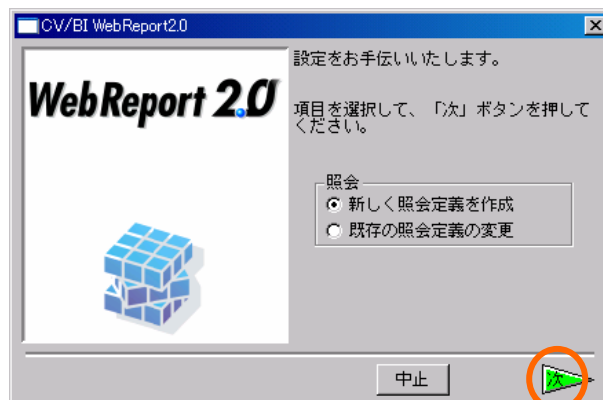 CV/BI WebReport2.0
設定をお手伝いいたします。
WebReport 2.0
項目を選択して、「次」ボタンを押して
ください。
照会
新しく照会定義を作成
既存の照会定義の変更
中止
次